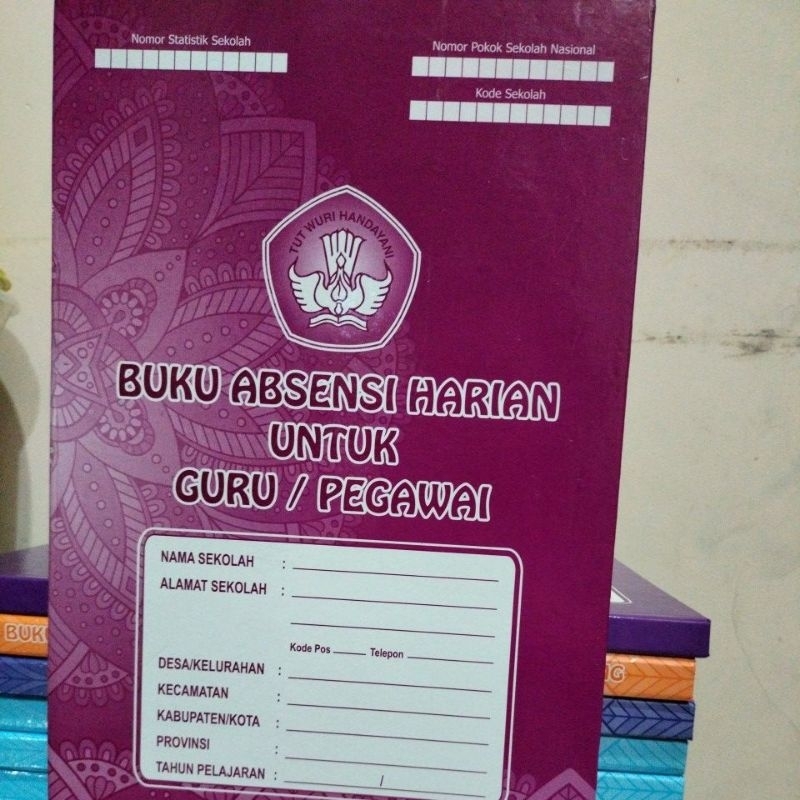 Nomor Statistik Sekolah
Nomor Pokok Sekolah Nasional
Kode Sekolah
TUT WURI HANDAYANI
BUKU ABSENSI HARIAN
UNTUK
GURU / PEGAWAI
NAMA SEKOLAH :
ALAMAT SEKOLAH :
Kode Pos Telepon
DESA/KELURAHAN :
KECAMATAN :
KABUPATEN/KOTA :
PROVINSI :
TAHUN PELAJARAN : /